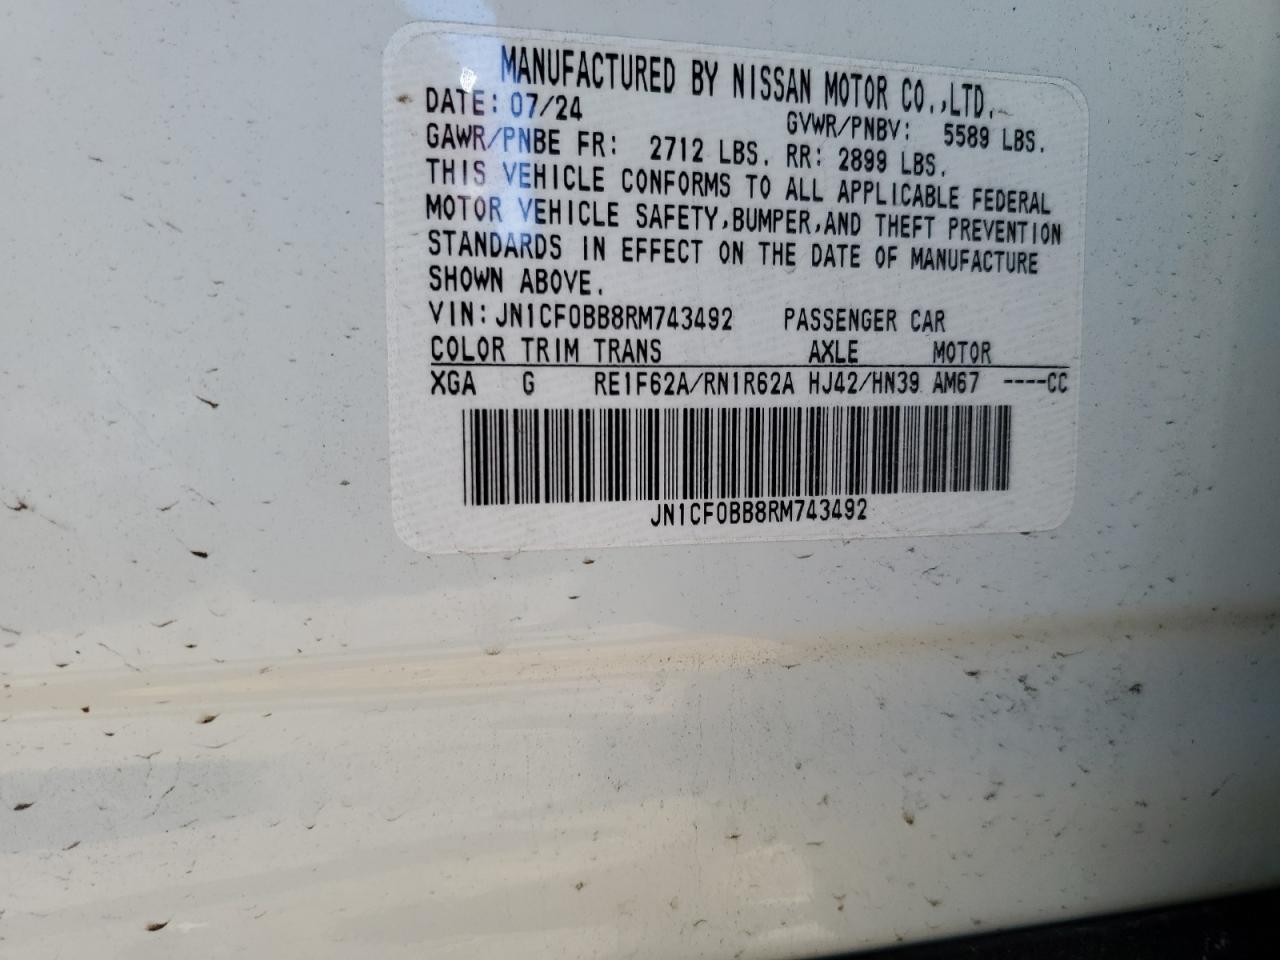 MANUFACTURED BY NISSAN MOTOR CO.,LTD.
DATE: 07/24 GVWR/PNBV: 5589 LBS.
GAWR/PNBE FR: 2712 LBS. RR: 2899 LBS.
THIS VEHICLE CONFORMS TO ALL APPLICABLE FEDERAL
MOTOR VEHICLE SAFETY,BUMPER,AND THEFT PREVENTION
STANDARDS IN EFFECT ON THE DATE OF MANUFACTURE
SHOWN ABOVE.
VIN:JN1CF0BB8RM743492 PASSENGER CAR
COLOR TRIM TRANS AXLE MOTOR
XGA G RE1F62A/RN1R62A HJ42/HN39 AM67 ----CC
JN1CF0BB8RM743492